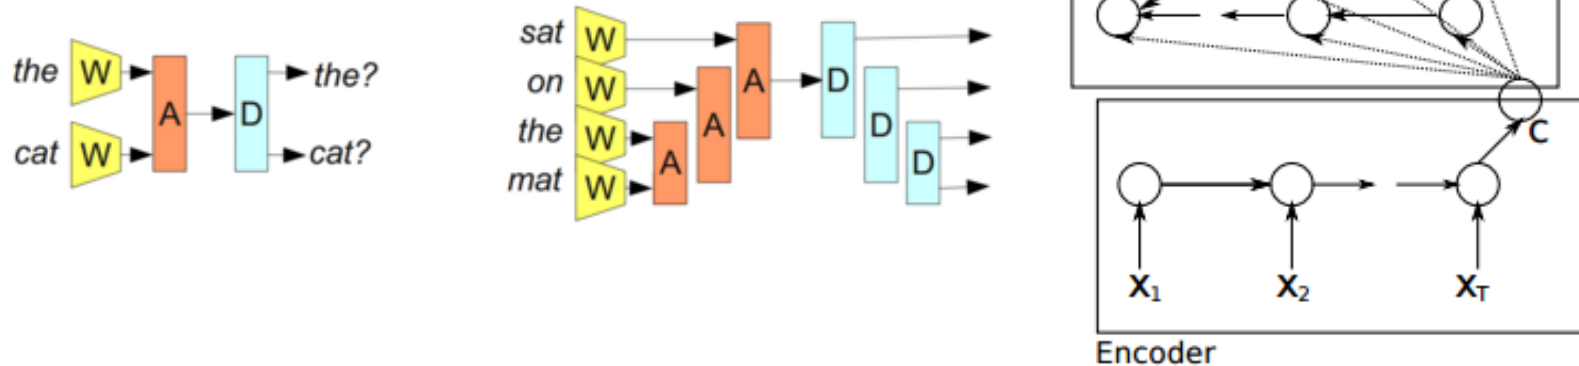 the W A D the?
cat W cat?
sat W A D
on W A D
the W A D
mat W
C
X1 X2 XT
Encoder